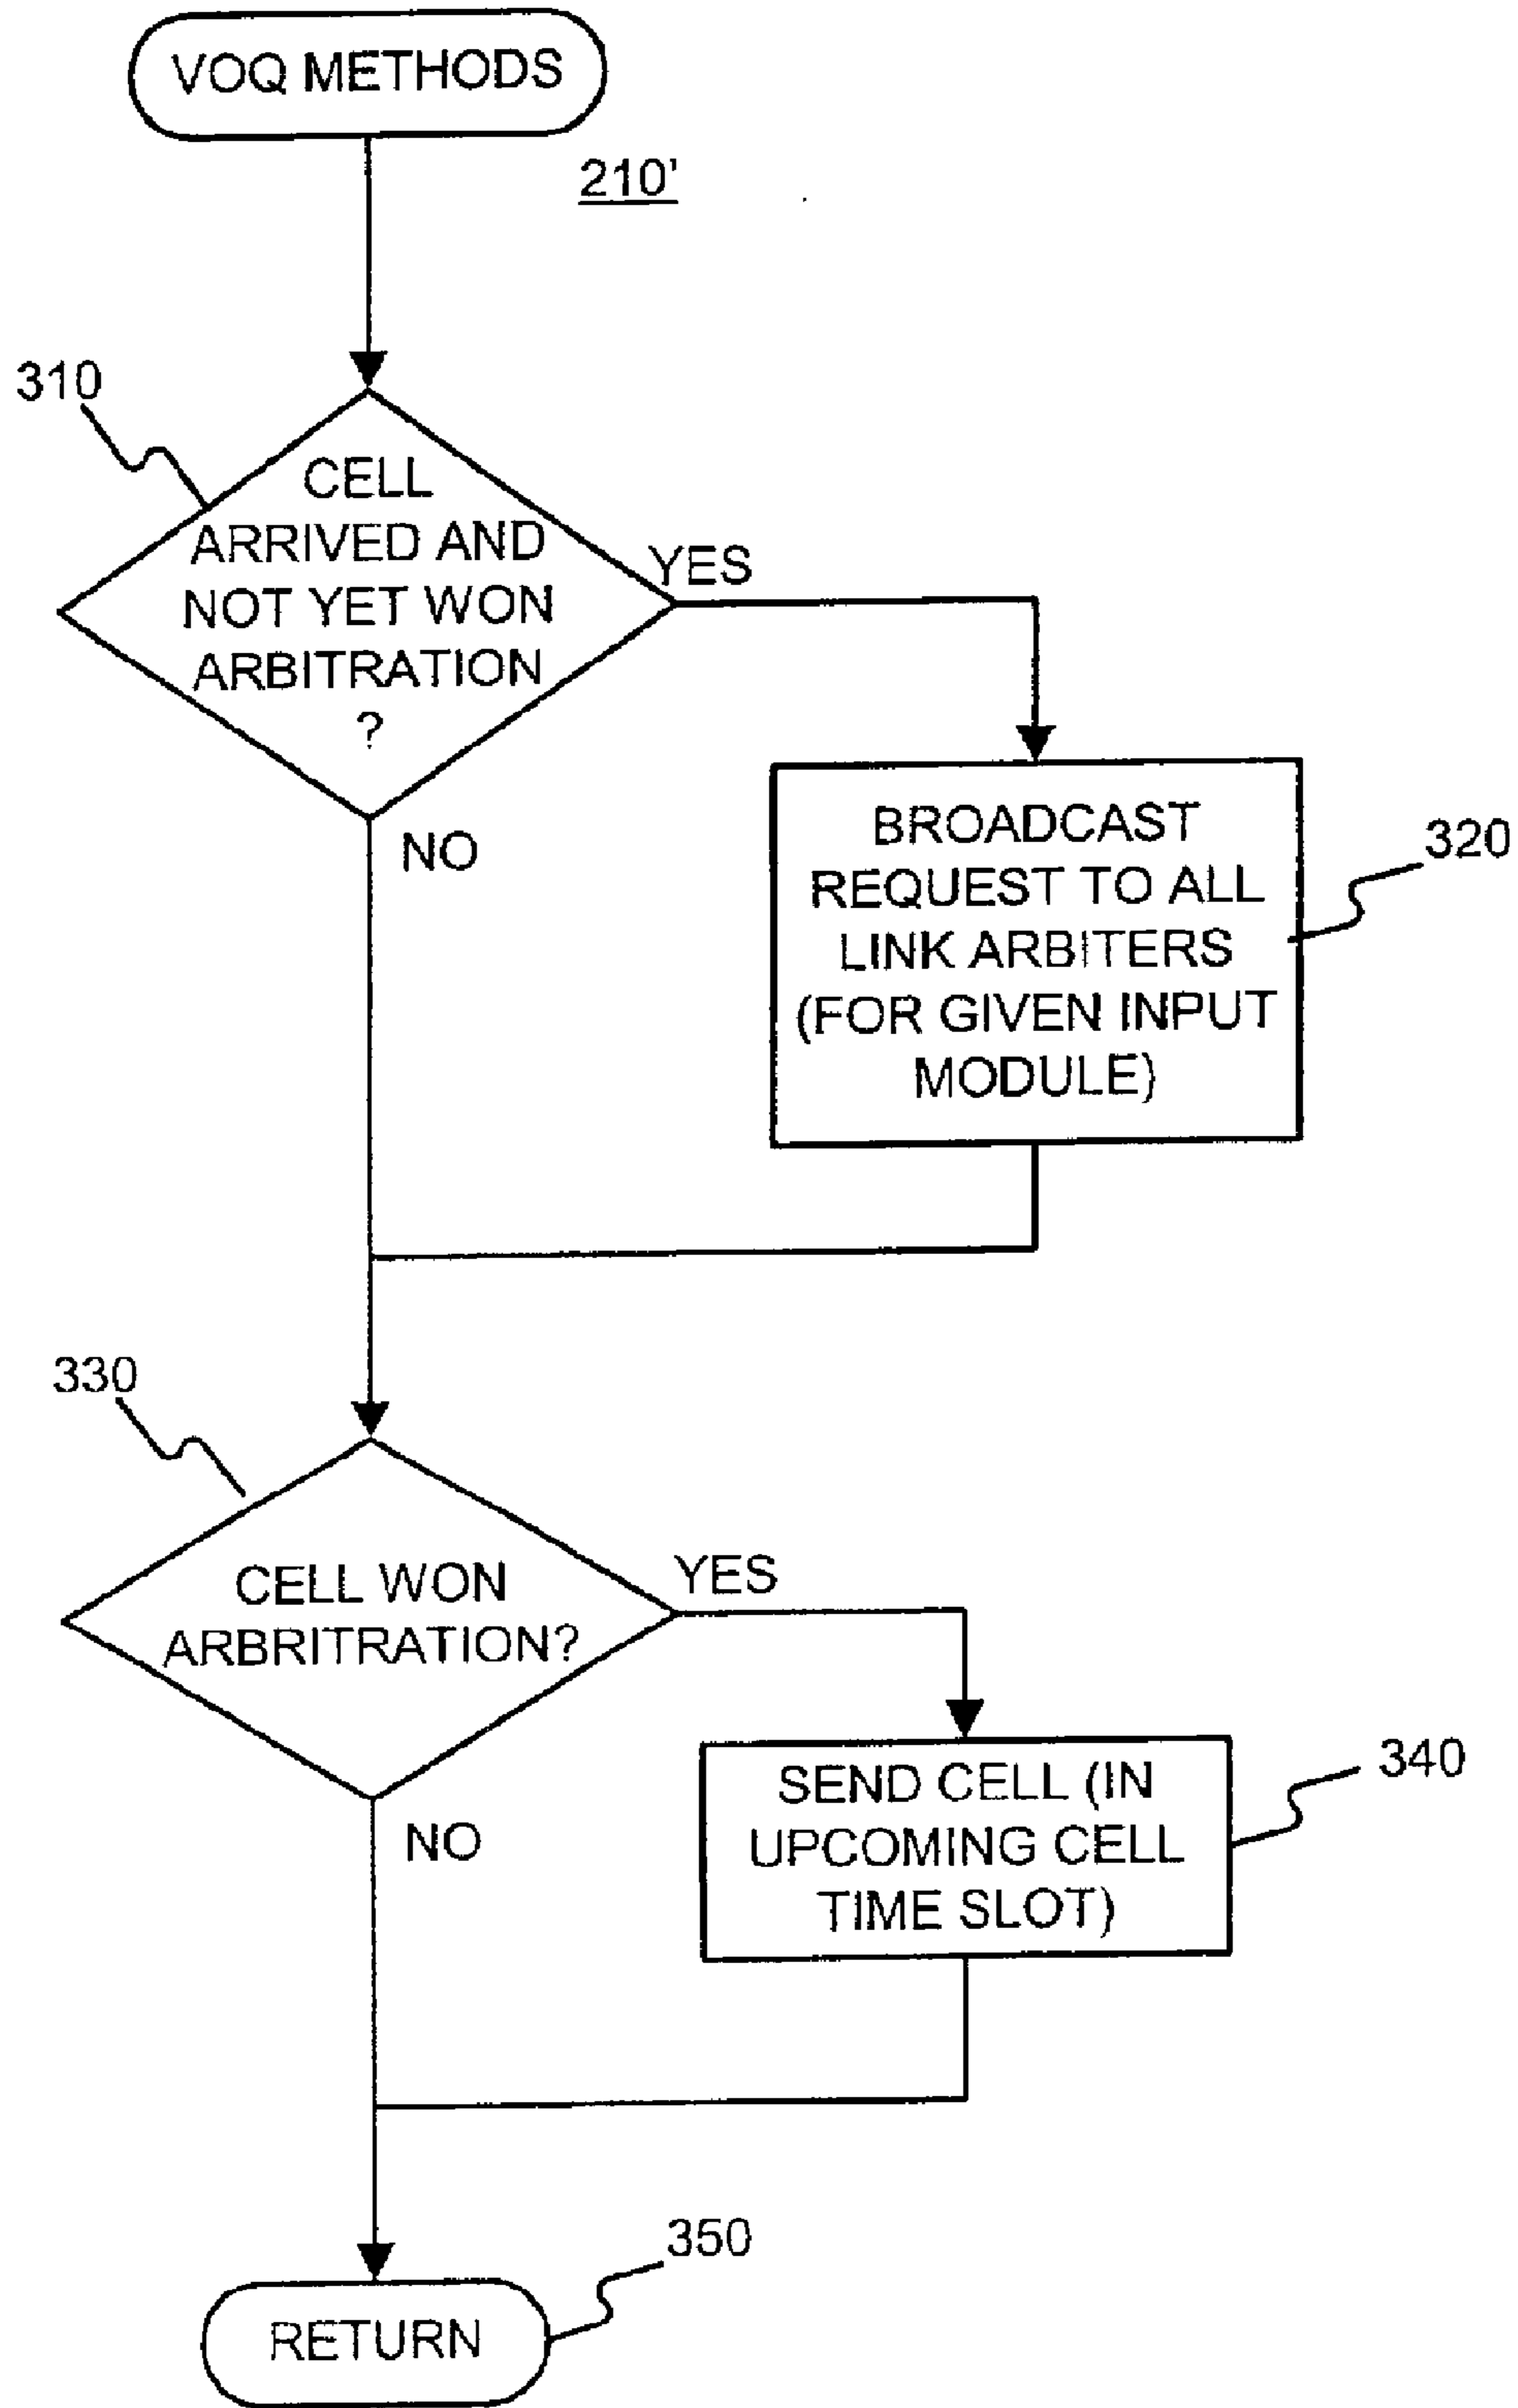 VOQ METHODS
210'
310
CELL
ARRIVED AND
NOT YET WON
ARBITRATION
?
YES
NO
BROADCAST
REQUEST TO ALL
LINK ARBITERS
(FOR GIVEN INPUT
MODULE)
320
330
CELL WON
ARBRITRATION?
YES
NO
SEND CELL (IN
UPCOMING CELL
TIME SLOT)
340
350
RETURN